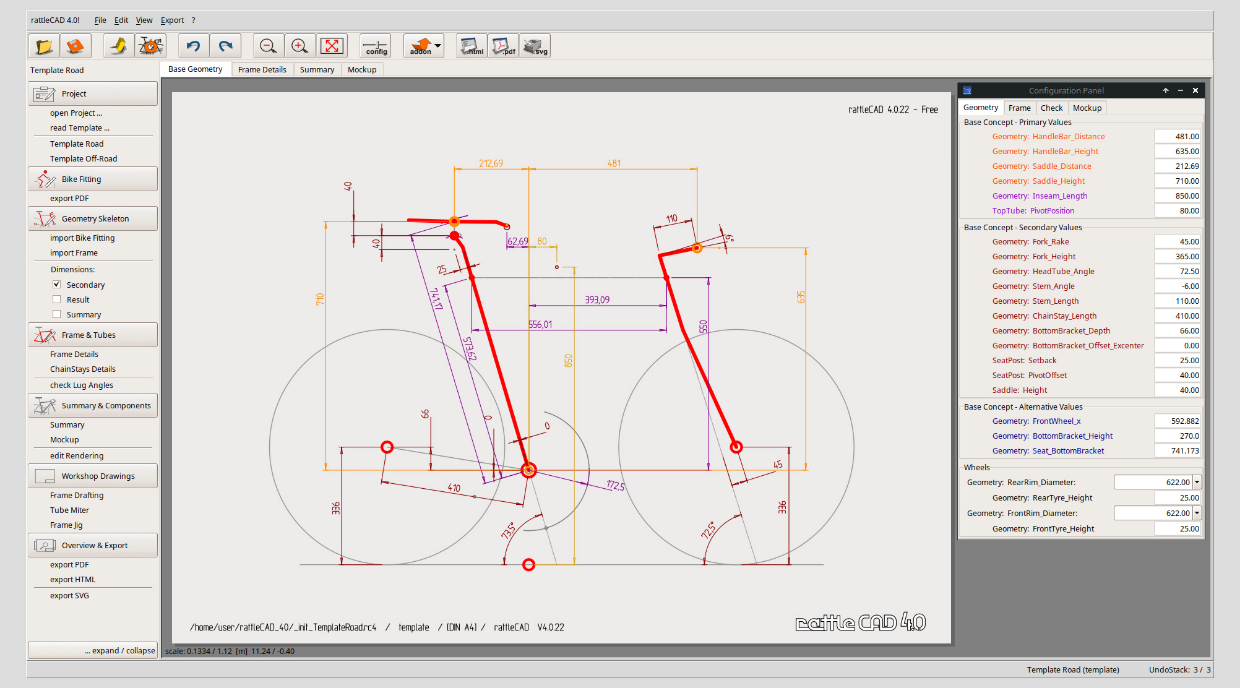 rattleCAD 4.0! File Edit View Export ?
config addon .html .pdf .svg
Template Road
Base Geometry Frame Details Summary Mockup
Project
open Project ...
read Template ...
Template Road
Template Off-Road
Bike Fitting
export PDF
Geometry Skeleton
import Bike Fitting
import Frame
Dimensions:
Secondary
Result
Summary
Frame & Tubes
Frame Details
ChainStays Details
check Lug Angles
Summary & Components
Summary
Mockup
edit Rendering
Workshop Drawings
Frame Drafting
Tube Miter
Frame Jig
Overview & Export
export PDF
export HTML
export SVG
... expand / collapse
rattleCAD 4.0.22 - Free
212,69
481
40
40
110
6°
62,69
80
25
741,17
710
393,09
635
556,01
550
573,62
850
66
0
0
410
172,5
45
336
336
73,5°
72,5°
/home/user/rattleCAD_40/_init_TemplateRoad.rc4 / template / [DIN A4] / rattleCAD V4.0.22
rattleCAD 4.0
scale: 0.1334 / 1.12 [m] 11.24 / -0.40
Configuration Panel
Geometry Frame Check Mockup
Base Concept - Primary Values
Geometry: HandleBar_Distance 481.00
Geometry: HandleBar_Height 635.00
Geometry: Saddle_Distance 212.69
Geometry: Saddle_Height 710.00
Geometry: Inseam_Length 850.00
TopTube: PivotPosition 80.00
Base Concept - Secondary Values
Geometry: Fork_Rake 45.00
Geometry: Fork_Height 365.00
Geometry: HeadTube_Angle 72.50
Geometry: Stem_Angle -6.00
Geometry: Stem_Length 110.00
Geometry: ChainStay_Length 410.00
Geometry: BottomBracket_Depth 66.00
Geometry: BottomBracket_Offset_Excenter 0.00
SeatPost: Setback 25.00
SeatPost: PivotOffset 40.00
Saddle: Height 40.00
Base Concept - Alternative Values
Geometry: FrontWheel_x 592.882
Geometry: BottomBracket_Height 270.0
Geometry: Seat_BottomBracket 741.173
Wheels
Geometry: RearRim_Diameter: 622.00
Geometry: RearTyre_Height 25.00
Geometry: FrontRim_Diameter: 622.00
Geometry: FrontTyre_Height 25.00
Template Road (template) UndoStack: 3 / 3